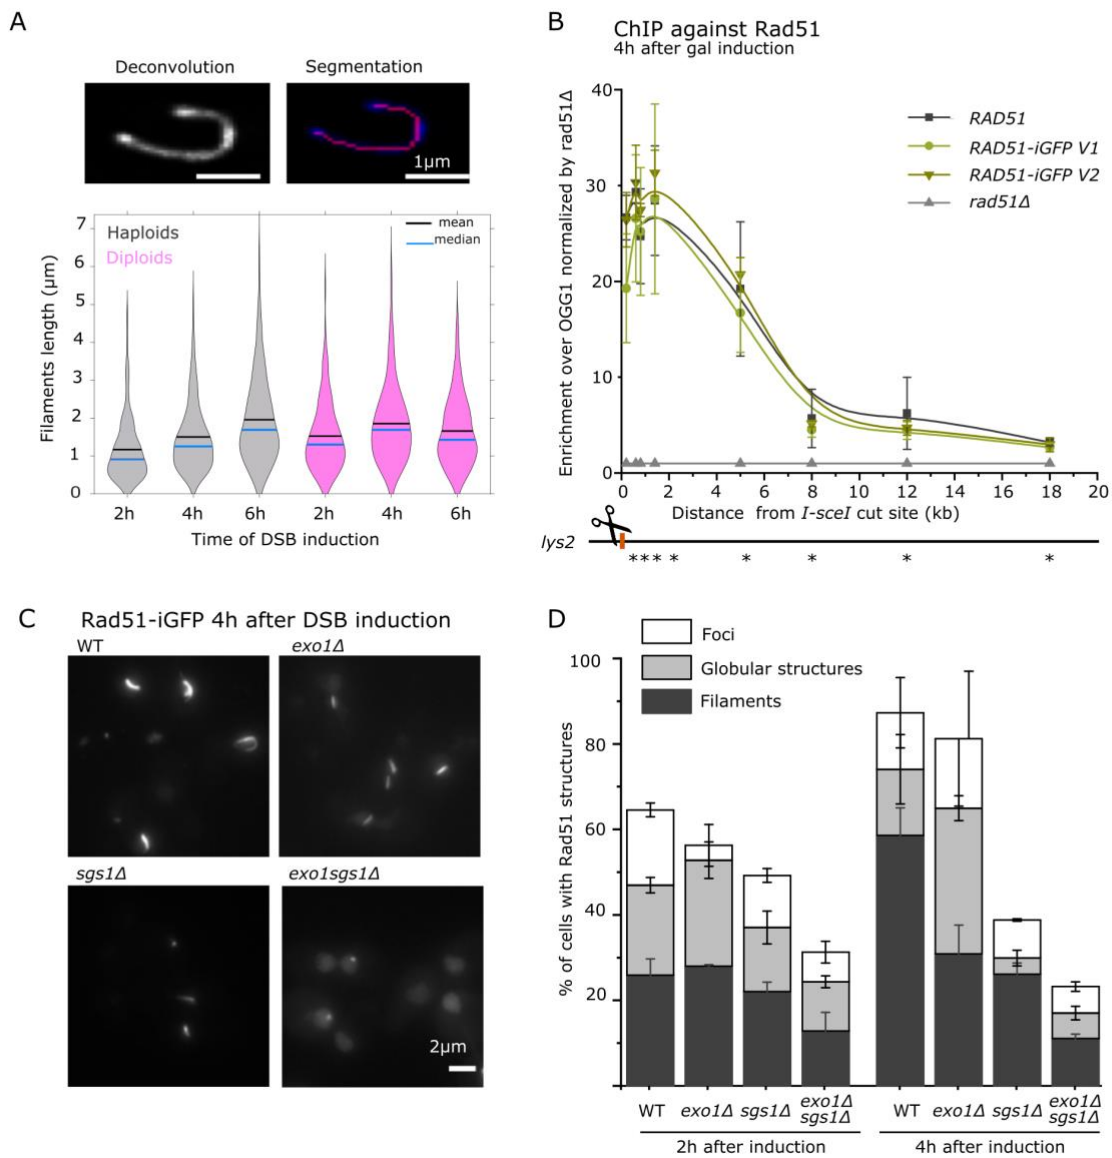 A
Deconvolution
Segmentation
1μm
Haploids
Diploids
mean
median
Filaments length (μm)
7
6
5
4
3
2
1
0
2h 4h 6h 2h 4h 6h
Time of DSB induction
B
ChIP against Rad51
4h after gal induction
RAD51
RAD51-iGFP V1
RAD51-iGFP V2
rad51Δ
Enrichment over OGG1 normalized by rad51Δ
40
30
20
10
0
0 2 4 6 8 10 12 14 16 18 20
Distance from I-sceI cut site (kb)
lys2
* * * * * * * *
C
Rad51-iGFP 4h after DSB induction
WT
exo1Δ
sgs1Δ
exo1sgs1Δ
2μm
D
Foci
Globular structures
Filaments
% of cells with Rad51 structures
100
80
60
40
20
WT exo1Δ sgs1Δ exo1Δ sgs1Δ
WT exo1Δ sgs1Δ exo1Δ sgs1Δ
2h after induction
4h after induction